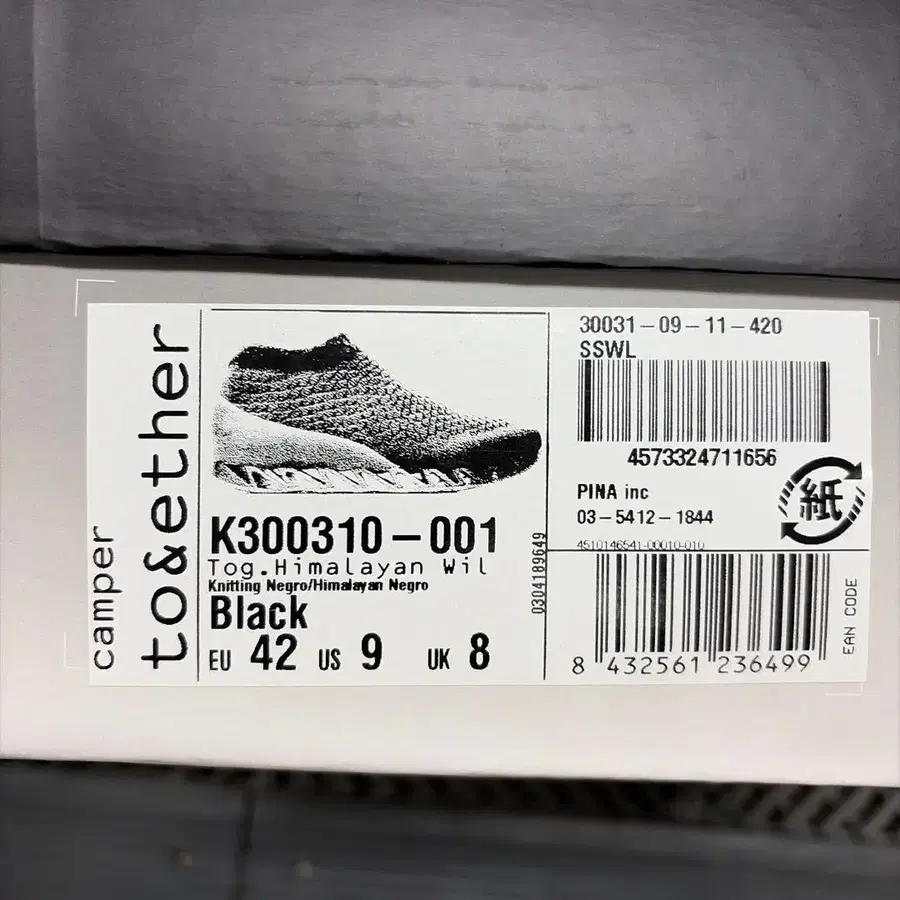 camper
to&ether
K300310-001
Tog.Himalayan Wil
Knitting Negro/Himalayan Negro
Black
EU 42 US 9 UK 8
0304189649
30031-09-11-420
SSWL
4573324711656
PINA inc
03-5412-1844
紙
4510146541-00010-010
8 432561 236499
EAN CODE